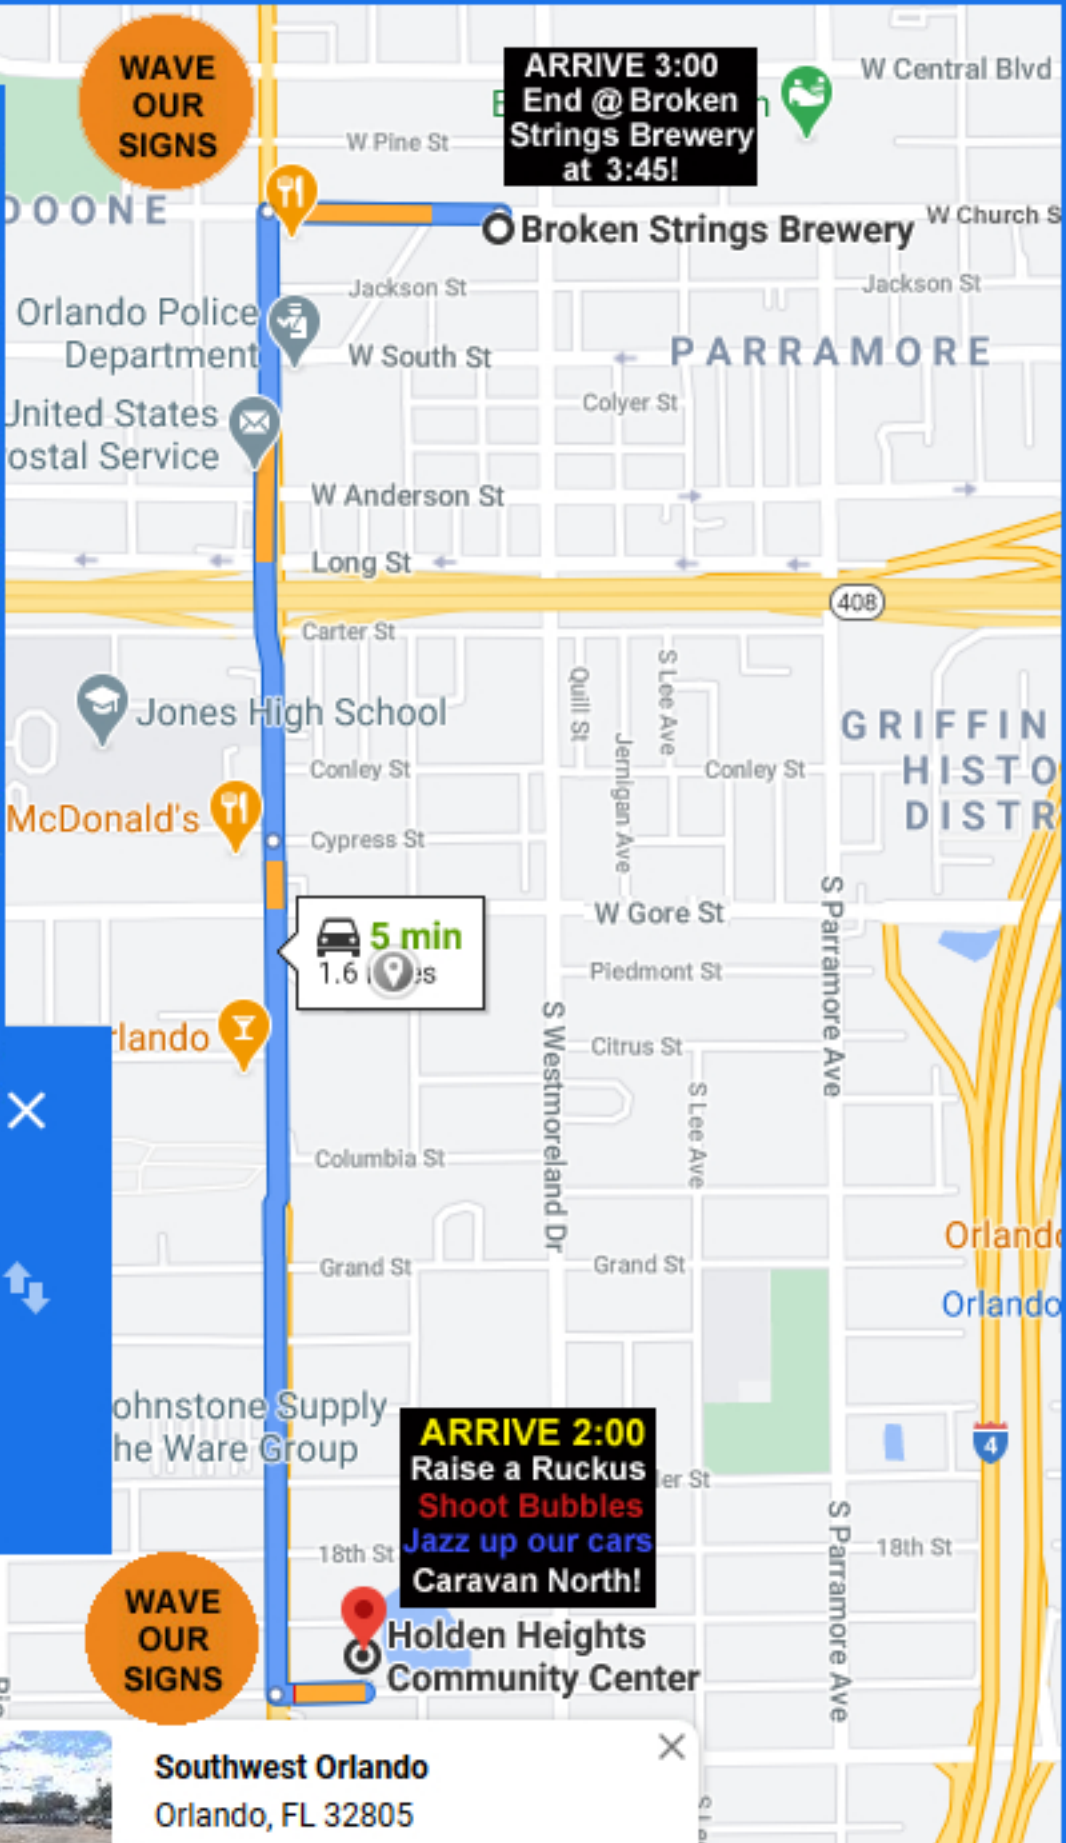 WAVE
OUR
SIGNS
ARRIVE 3:00
End @ Broken
Strings Brewery
at 3:45!
W Central Blvd
W Pine St
W Church S
Broken Strings Brewery
Jackson St
Jackson St
Orlando Police
Department
W South St
PARRAMORE
Colyer St
United States
ostal Service
W Anderson St
Long St
408
Carter St
Jones High School
Quill St
S Lee Ave
Jernigan Ave
GRIFFIN
HISTO
DISTR
Conley St
Conley St
McDonald's
Cypress St
5 min
1.6
W Gore St
Piedmont St
S Parramore Ave
rlando
Citrus St
S Westmoreland Dr
S Lee Ave
Columbia St
Orlando
Grand St
Grand St
Orlando
ohnstone Supply
he Ware Group
ARRIVE 2:00
Raise a Ruckus
Shoot Bubbles
Jazz up our cars
Caravan North!
4
ler St
18th St
18th St
S Parramore Ave
WAVE
OUR
SIGNS
Holden Heights
Community Center
Southwest Orlando
Orlando, FL 32805